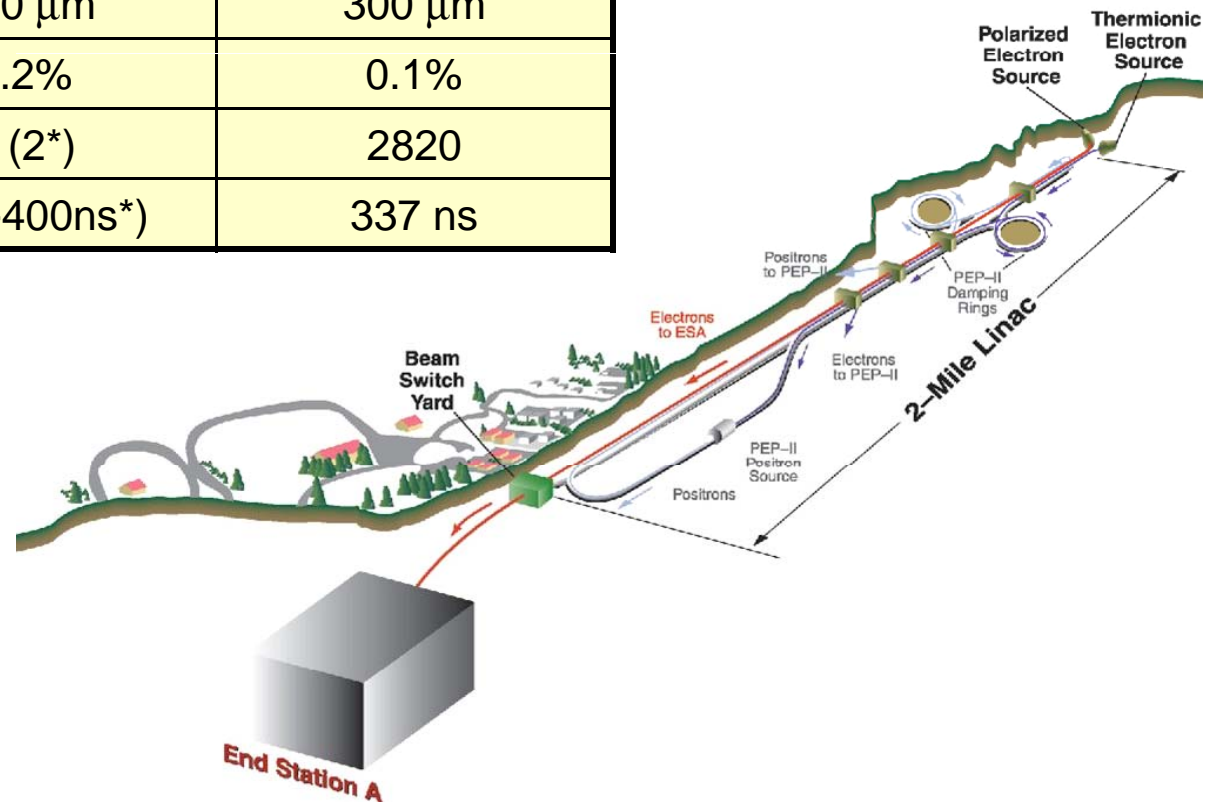 0 μm 300 μm
.2% 0.1%
(2*) 2820
400ns*) 337 ns
Thermionic
Electron
Source
Polarized
Electron
Source
Positrons
to PEP–II
PEP–II
Damping
Rings
Electrons
to ESA
Electrons
to PEP–II
2–Mile Linac
Beam
Switch
Yard
PEP–II
Positron
Source
Positrons
End Station A